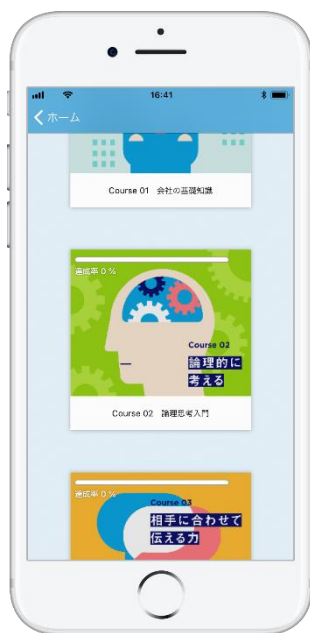 16:41
ホーム
Course 01 会社の基礎知識
達成率 0 %
Course 02
論理的に
考える
Course 02 論理思考入門
達成率 0 %
Course 03
相手に合わせて
伝える力